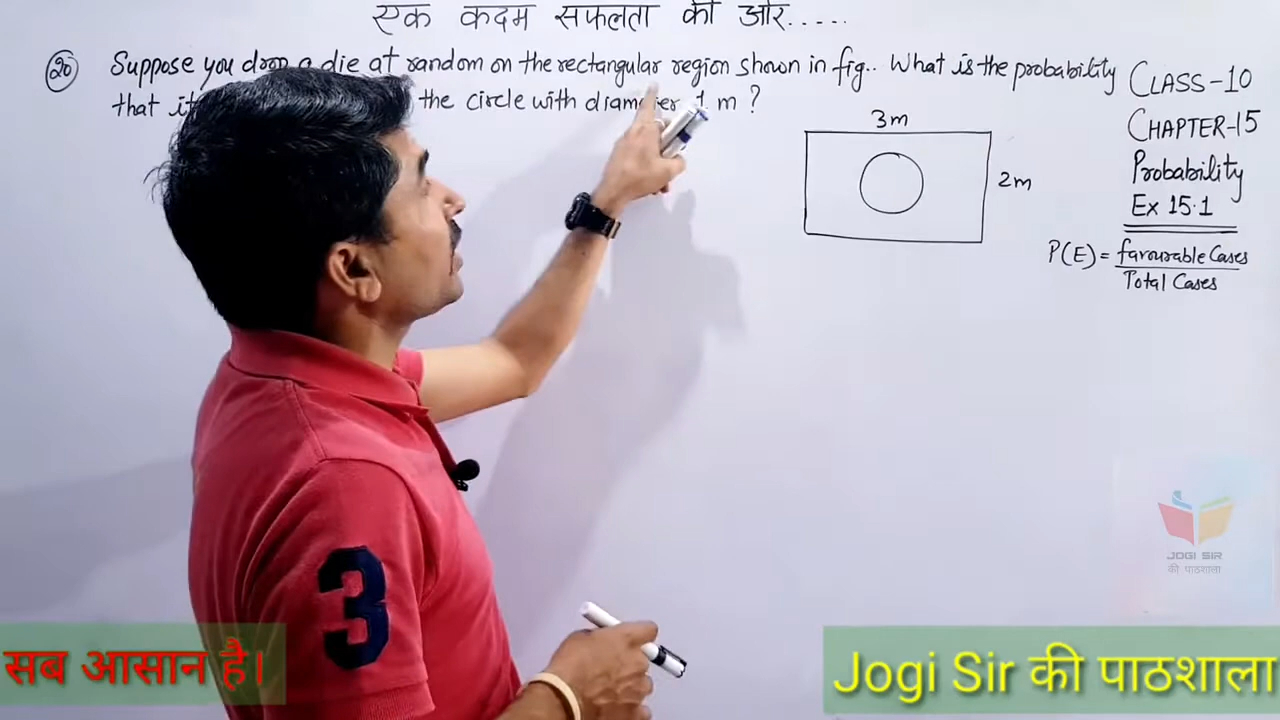 एक कदम सफलता की ओर.....
20 Suppose you drop a die at random on the rectangular region shown in fig.. What is the probability
that it the circle with diameter 1 m ?
CLASS-10
CHAPTER-15
Probability
Ex 15.1
P(E) = favourable Cases
Total Cases
3m
2m
3
JOGI SIR
की पाठशाला
सब आसान है।
Jogi Sir की पाठशाला